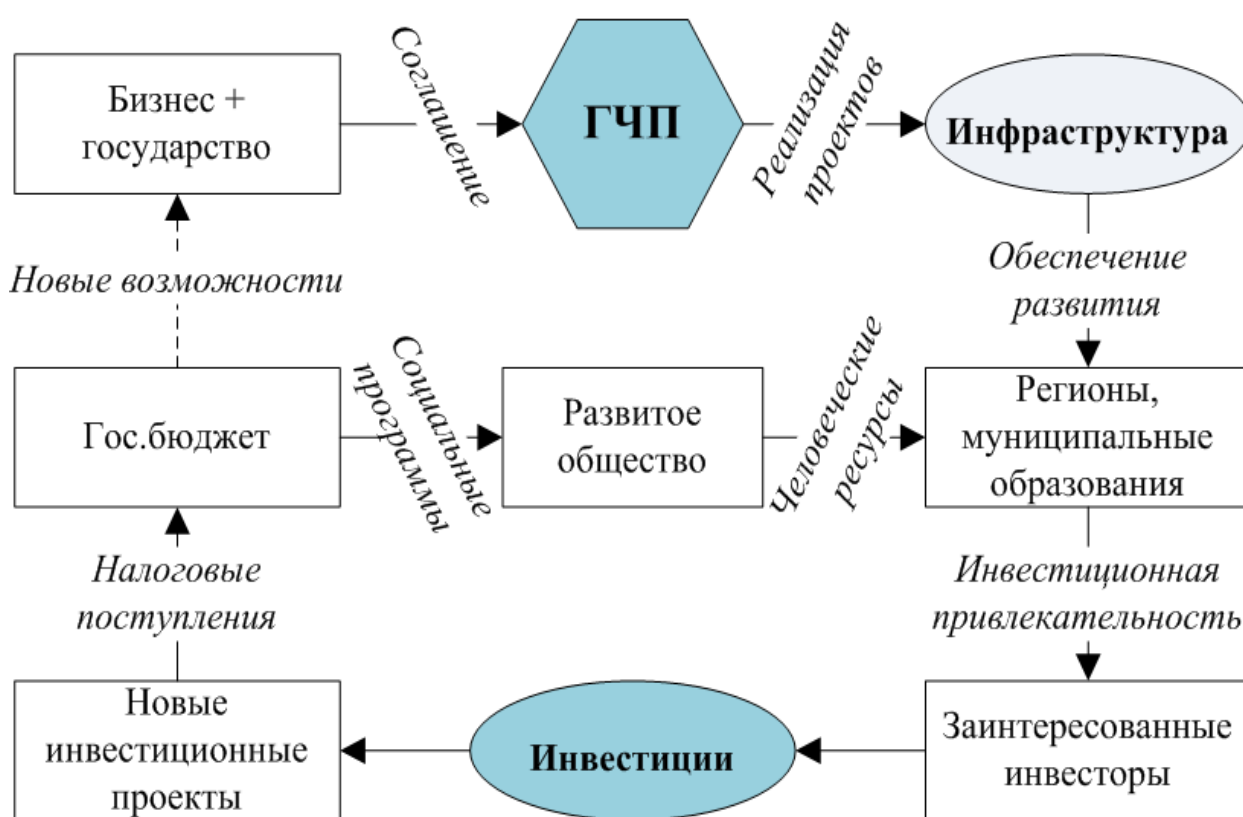 Бизнес +
государство
Соглашение
ГЧП
Реализация
проектов
Инфраструктура
Новые возможности
Обеспечение
развития
Гос.бюджет
Социальные
программы
Развитое
общество
Человеческие
ресурсы
Регионы,
муниципальные
образования
Налоговые
поступления
Инвестиционная
привлекательность
Новые
инвестиционные
проекты
Инвестиции
Заинтересованные
инвесторы